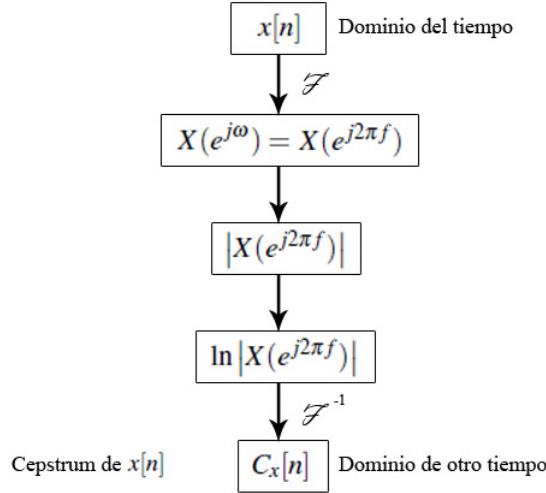 x[n] Dominio del tiempo
ℱ
X(e^{jω}) = X(e^{j2πf})
|X(e^{j2πf})|
ln|X(e^{j2πf})|
ℱ^{-1}
Cepstrum de x[n] C_x[n] Dominio de otro tiempo